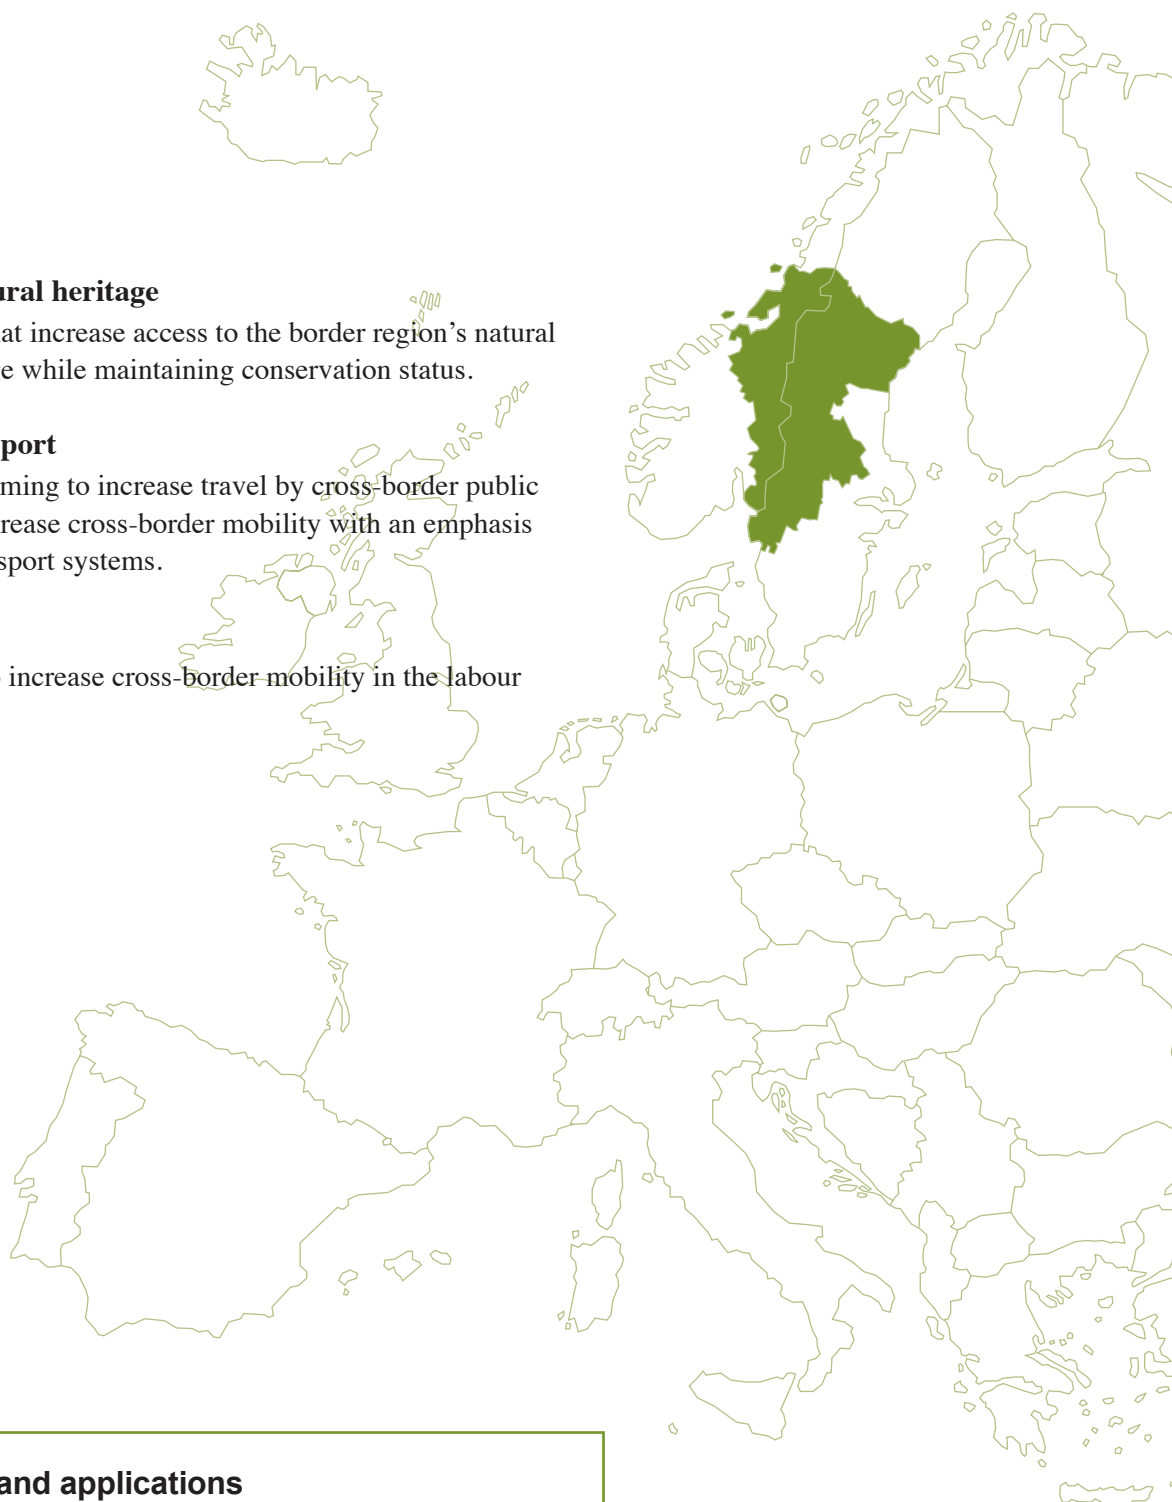 ural heritage
at increase access to the border region's natural
e while maintaining conservation status.
port
ming to increase travel by cross-border public
rease cross-border mobility with an emphasis
sport systems.
increase cross-border mobility in the labour
and applications